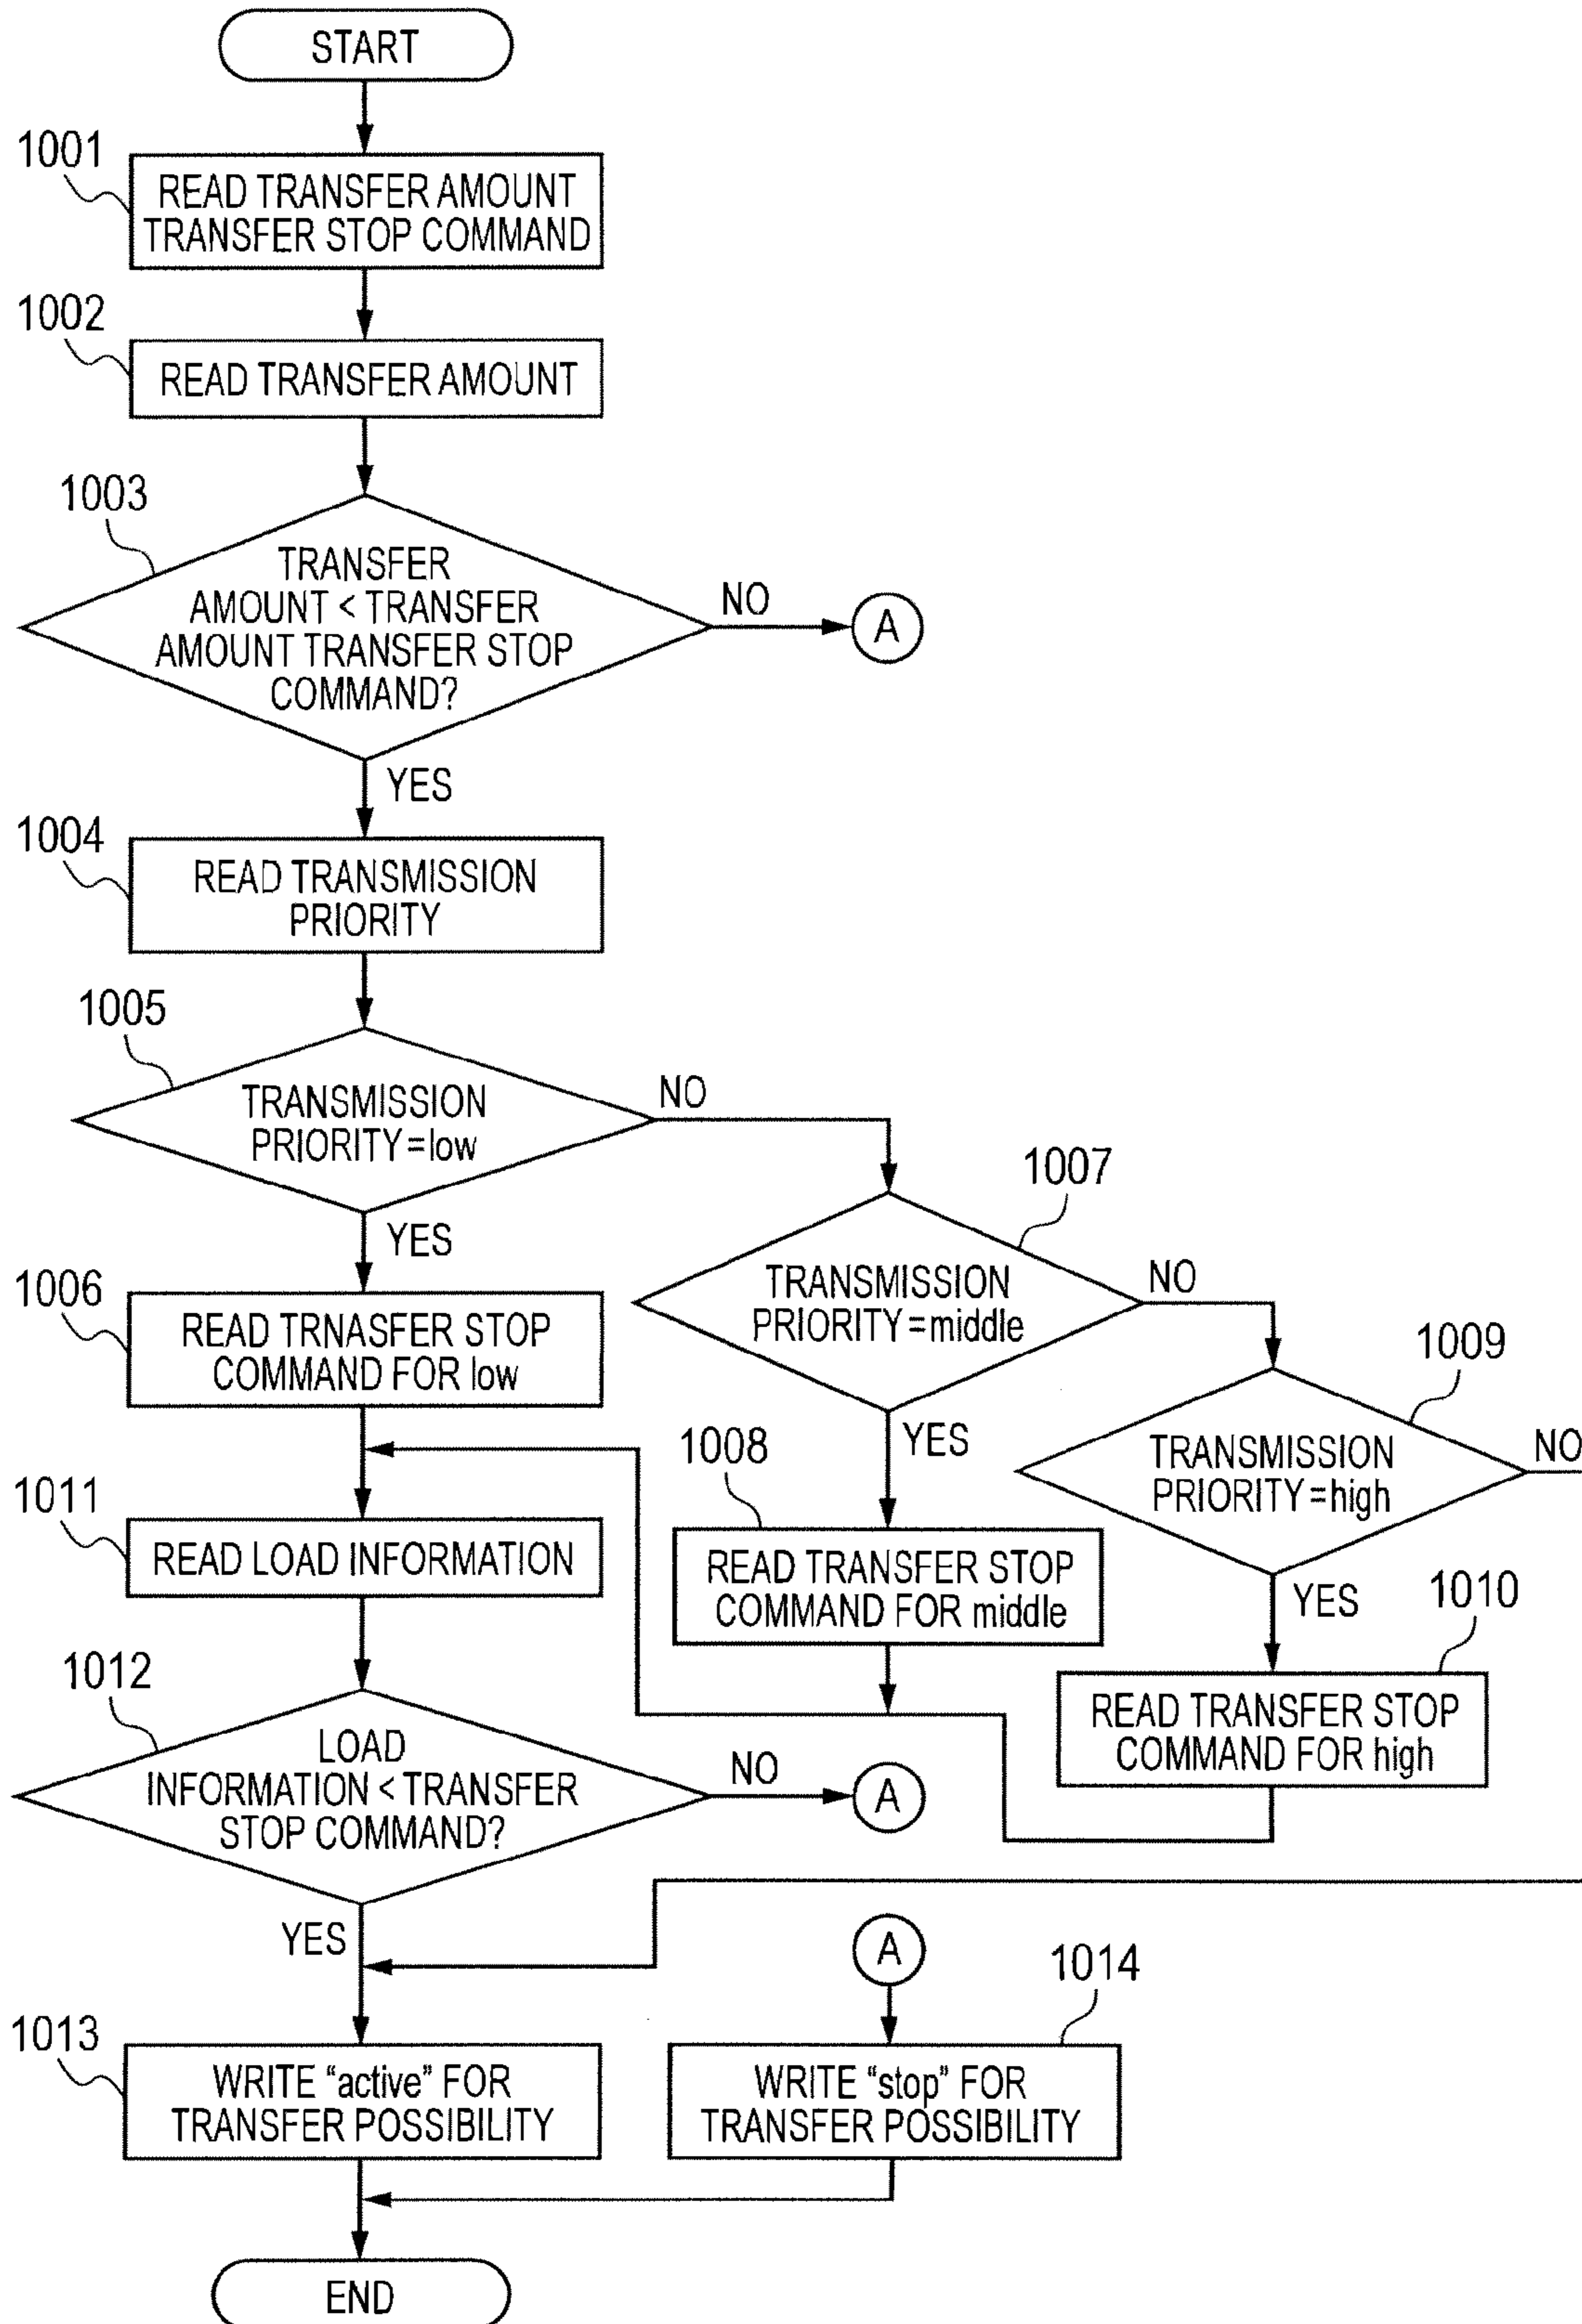 START
1001
READ TRANSFER AMOUNT
TRANSFER STOP COMMAND
1002
READ TRANSFER AMOUNT
1003
TRANSFER
AMOUNT < TRANSFER
AMOUNT TRANSFER STOP
COMMAND?
NO
A
YES
1004
READ TRANSMISSION
PRIORITY
1005
TRANSMISSION
PRIORITY=low
NO
YES
1006
READ TRNASFER STOP
COMMAND FOR low
1007
TRANSMISSION
PRIORITY=middle
NO
YES
1008
READ TRANSFER STOP
COMMAND FOR middle
1009
TRANSMISSION
PRIORITY=high
NO
YES
1010
READ TRANSFER STOP
COMMAND FOR high
1011
READ LOAD INFORMATION
1012
LOAD
INFORMATION < TRANSFER
STOP COMMAND?
NO
A
YES
1013
WRITE “active” FOR
TRANSFER POSSIBILITY
A
1014
WRITE “stop” FOR
TRANSFER POSSIBILITY
END